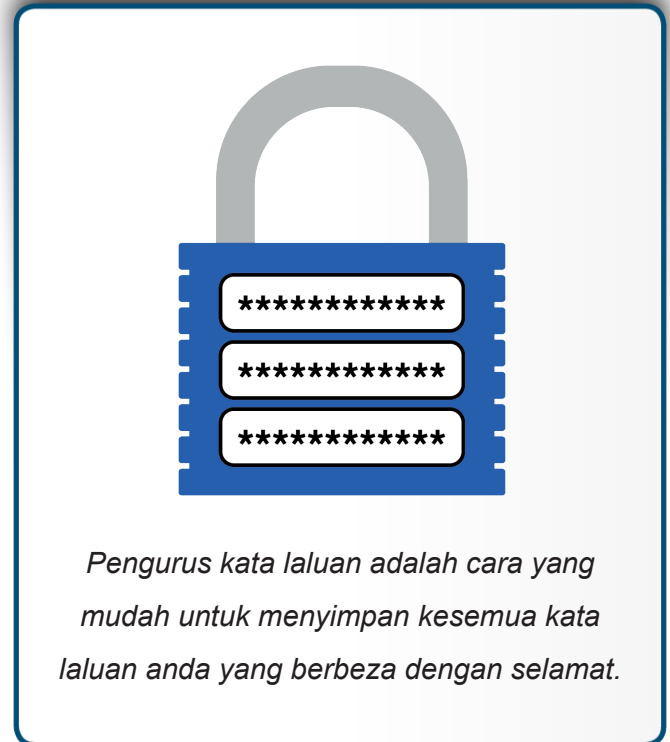 ************
************
************
Pengurus kata laluan adalah cara yang
mudah untuk menyimpan kesemua kata
laluan anda yang berbeza dengan selamat.